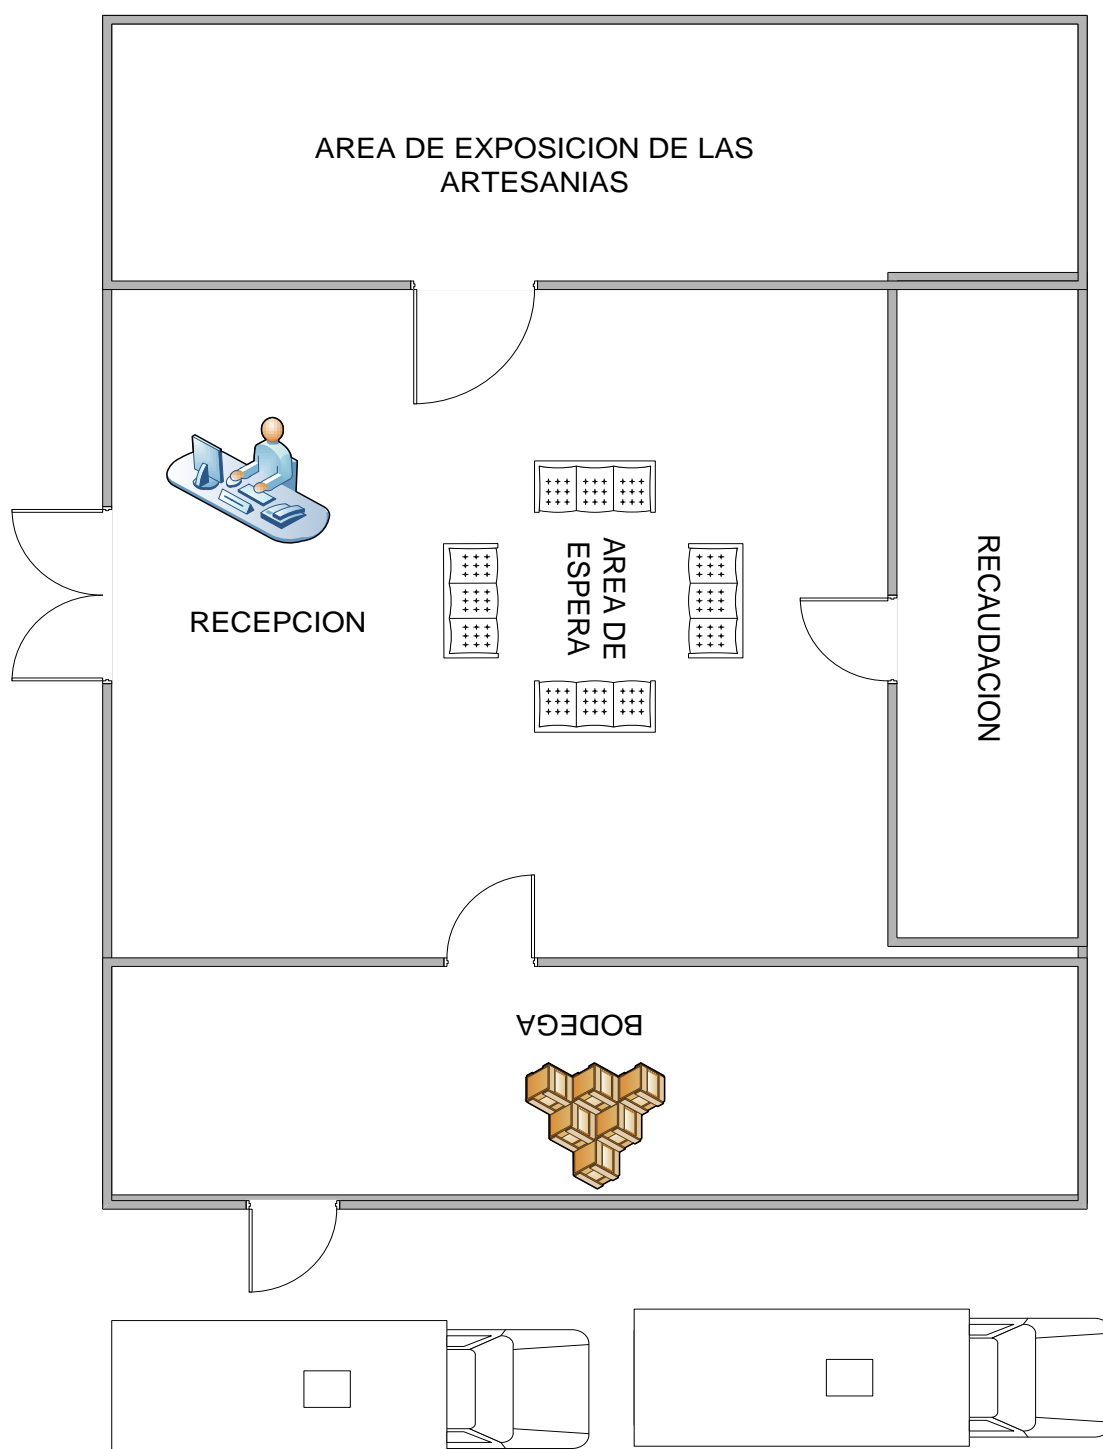 AREA DE EXPOSICION DE LAS
ARTESANIAS
RECEPCION
AREA DE
ESPERA
RECAUDACION
BODEGA